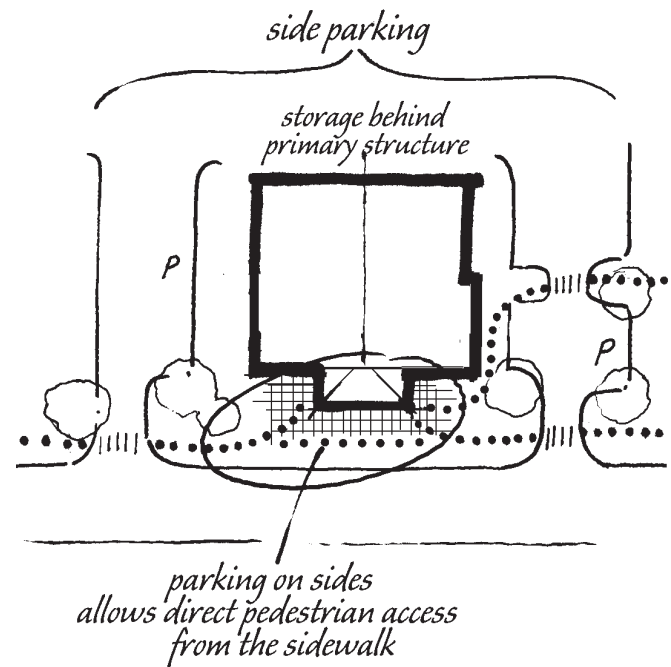 side parking
storage behind
primary structure
P
P
parking on sides
allows direct pedestrian access
from the sidewalk